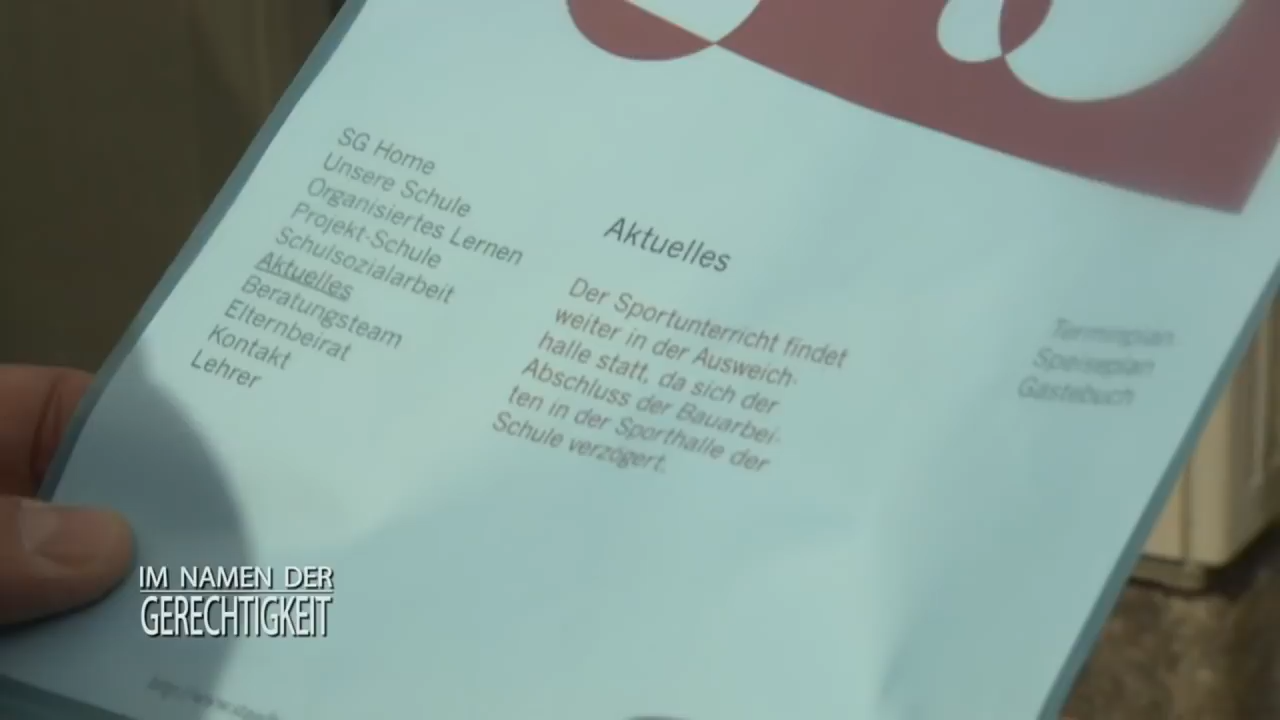 SG Home
Unsere Schule
Organisiertes Lernen
Projekt-Schule
Schulsozialarbeit
Aktuelles
Beratungsteam
Elternbeirat
Kontakt
Lehrer
Aktuelles
Der Sportunterricht findet
weiter in der Ausweich-
halle statt, da sich der
Abschluss der Bauarbei-
ten in der Sporthalle der
Schule verzögert.
Terminplan
Speiseplan
Gästebuch
IM NAMEN DER
GERECHTIGKEIT